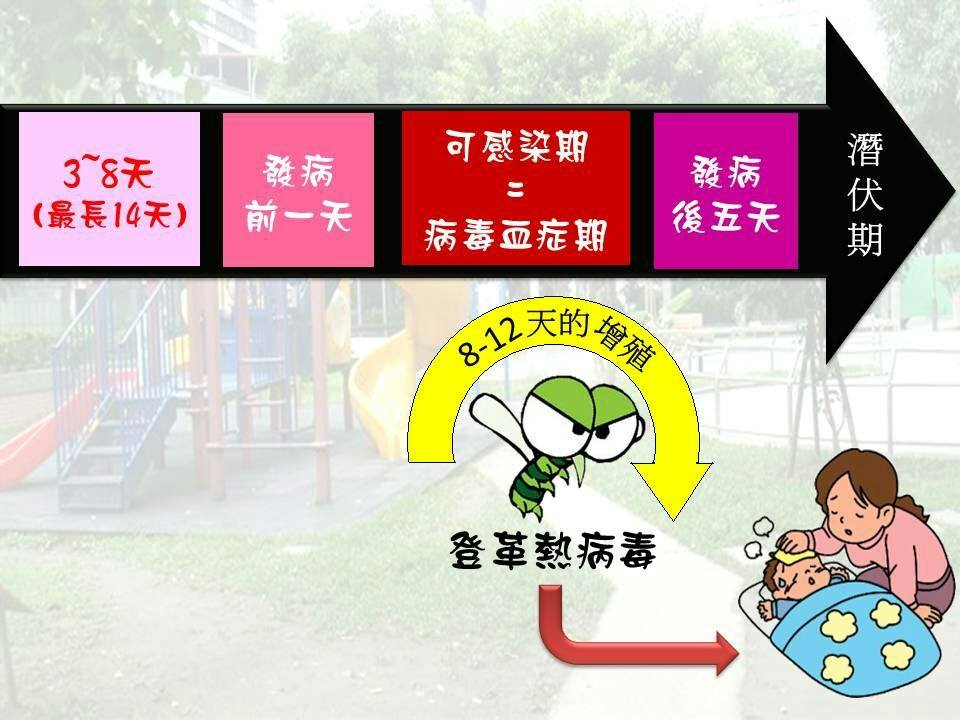 3~8天
(最長14天)
發病
前一天
可感染期
=
病毒血症期
發病
後五天
潛伏期
8-12 天的 增殖
登革熱病毒